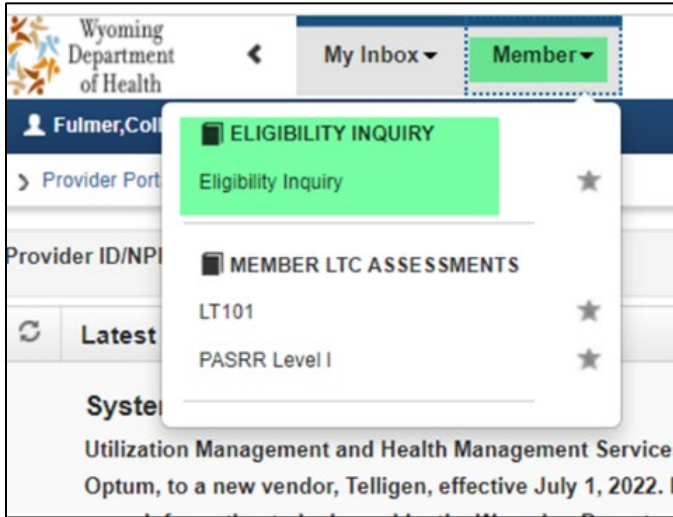 Wyoming
Department
of Health
My Inbox
Member
Fulmer,Coll
ELIGIBILITY INQUIRY
Provider Port
Eligibility Inquiry
Provider ID/NPI
MEMBER LTC ASSESSMENTS
LT101
Latest
PASRR Level I
System
Utilization Management and Health Management Service
Optum, to a new vendor, Telligen, effective July 1, 2022.